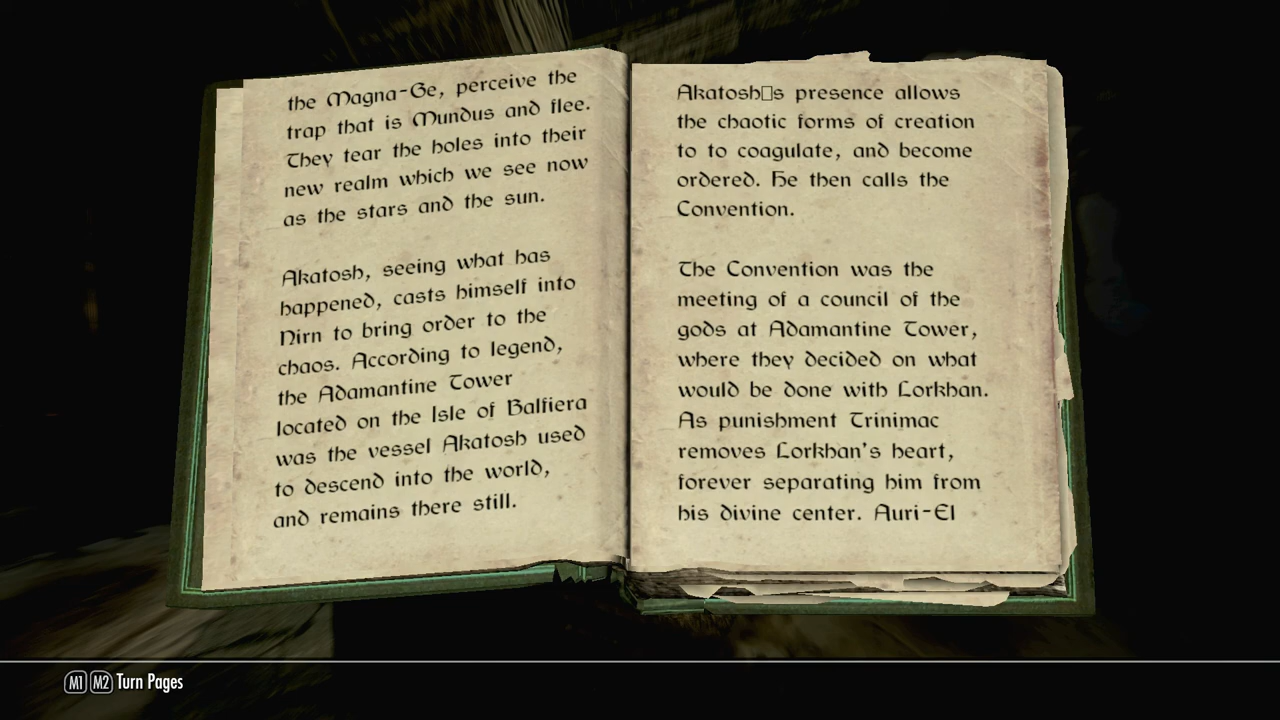 the Magna-Ge, perceive the
trap that is Mundus and flee.
They tear the holes into their
new realm which we see now
as the stars and the sun.
Akatosh, seeing what has
happened, casts himself into
Nirn to bring order to the
chaos. According to legend,
the Adamantine Tower
located on the Isle of Balfiera
was the vessel Akatosh used
to descend into the world,
and remains there still.
Akatosh□s presence allows
the chaotic forms of creation
to to coagulate, and become
ordered. He then calls the
Convention.
The Convention was the
meeting of a council of the
gods at Adamantine Tower,
where they decided on what
would be done with Lorkhan.
As punishment Trinimac
removes Lorkhan's heart,
forever separating him from
his divine center. Auri-El
M1 M2 Turn Pages